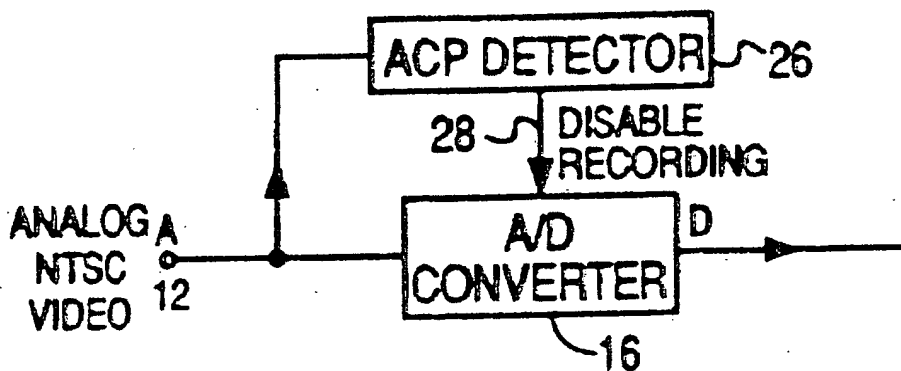 ACP DETECTOR
26
28
DISABLE
RECORDING
ANALOG
NTSC
VIDEO
A
12
A/D
CONVERTER
D
16